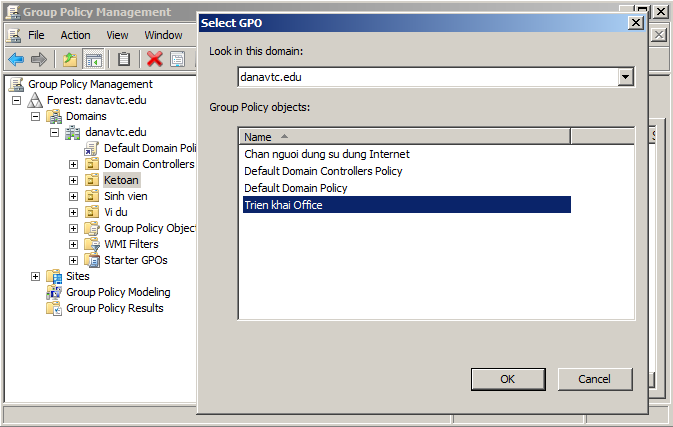 Group Policy Management
File Action View Window
Group Policy Management
Forest: danavtc.edu
Domains
danavtc.edu
Default Domain Poli
Domain Controllers
Ketoan
Sinh vien
Vi du
Group Policy Objec
WMI Filters
Starter GPOs
Sites
Group Policy Modeling
Group Policy Results
Select GPO
Look in this domain:
danavtc.edu
Group Policy objects:
Name
Chan nguoi dung su dung Internet
Default Domain Controllers Policy
Default Domain Policy
Trien khai Office
OK Cancel